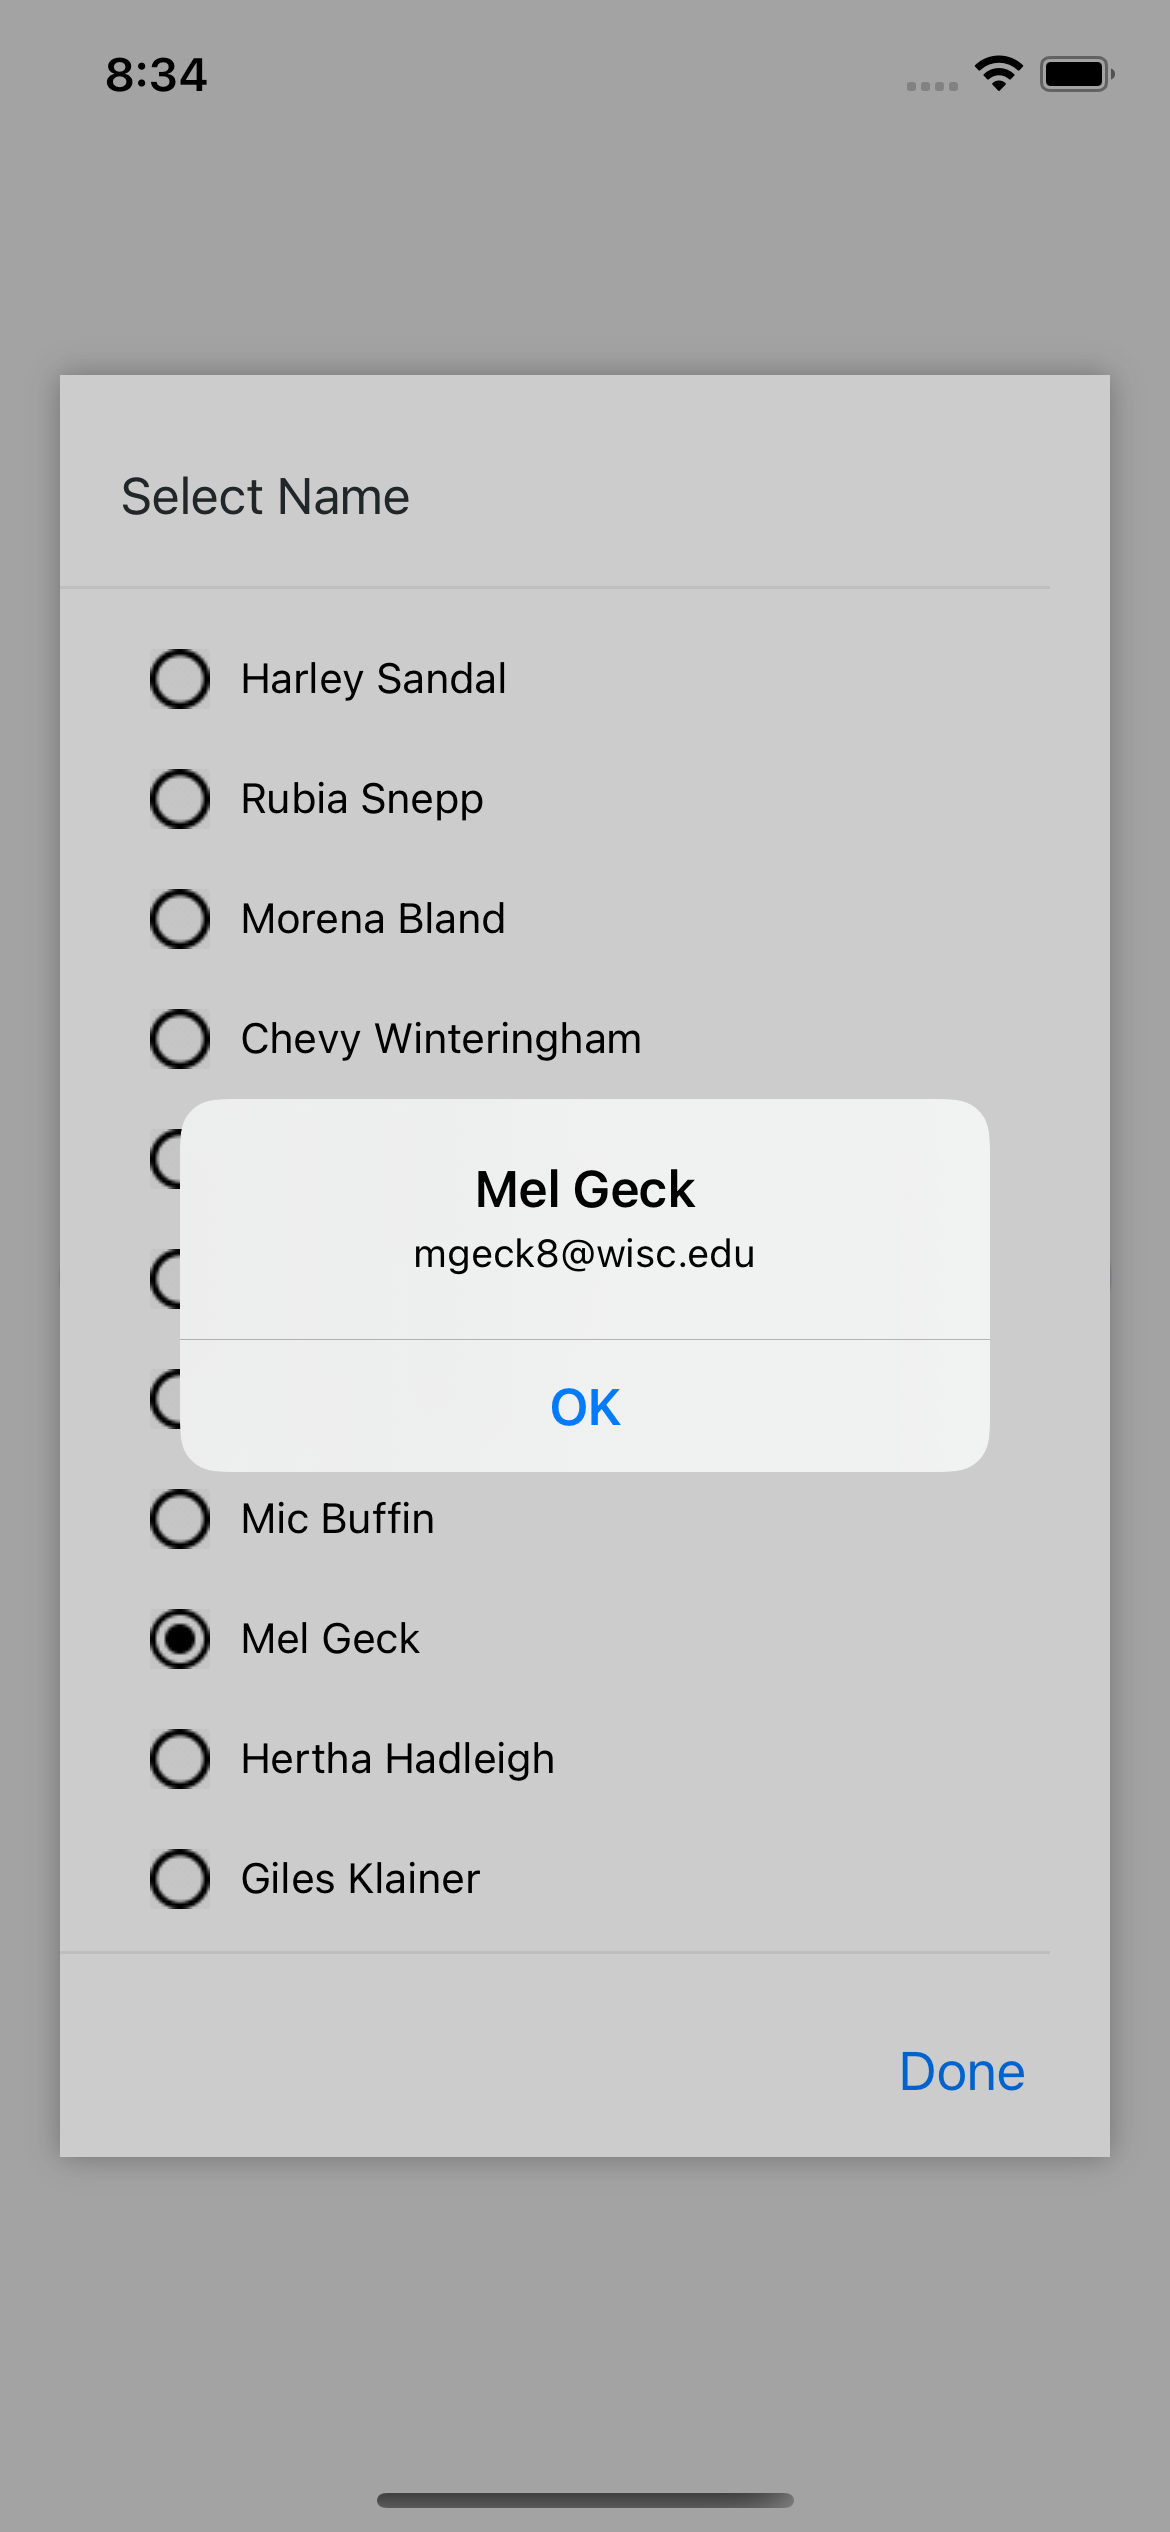 8:34
Select Name
Harley Sandal
Rubia Snepp
Morena Bland
Chevy Winteringham
Mel Geck
mgeck8@wisc.edu
OK
Mic Buffin
Mel Geck
Hertha Hadleigh
Giles Klainer
Done